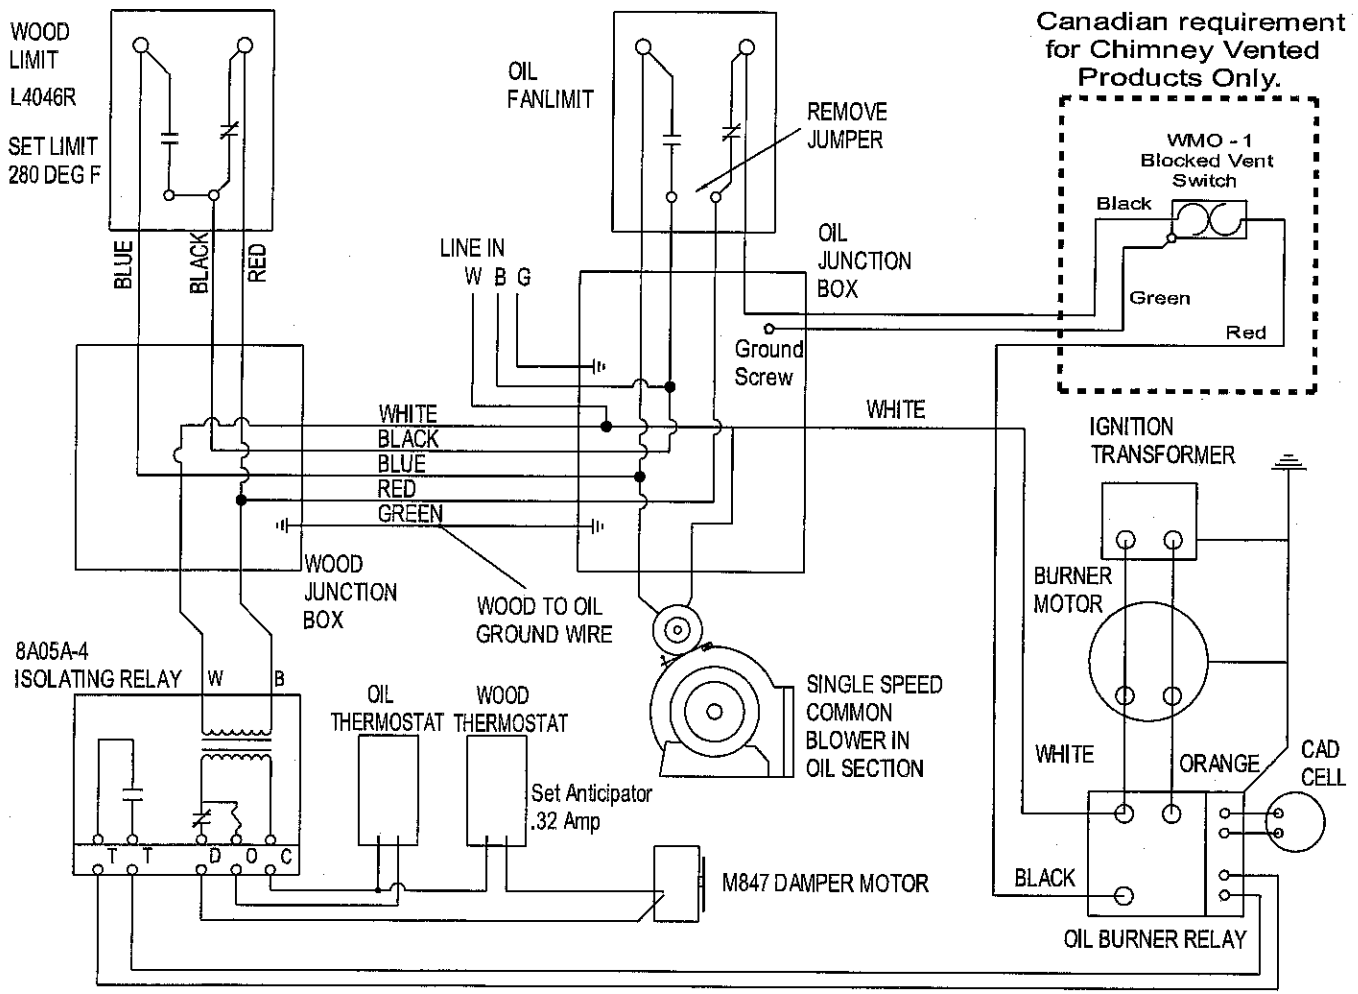 WOOD
LIMIT
L4046R
SET LIMIT
280 DEG F
OIL
FANLIMIT
REMOVE
JUMPER
Canadian requirement
for Chimney Vented
Products Only.
WMO - 1
Blocked Vent
Switch
Black
Green
Red
BLUE
BLACK
RED
LINE IN
W B G
OIL
JUNCTION
BOX
Ground
Screw
WHITE
BLACK
BLUE
RED
GREEN
WHITE
IGNITION
TRANSFORMER
WOOD
JUNCTION
BOX
WOOD TO OIL
GROUND WIRE
BURNER
MOTOR
8A05A-4
ISOLATING RELAY
W B
OIL
THERMOSTAT
WOOD
THERMOSTAT
SINGLE SPEED
COMMON
BLOWER IN
OIL SECTION
WHITE
ORANGE
CAD
CELL
Set Anticipator
.32 Amp
T T D O C
M847 DAMPER MOTOR
BLACK
OIL BURNER RELAY